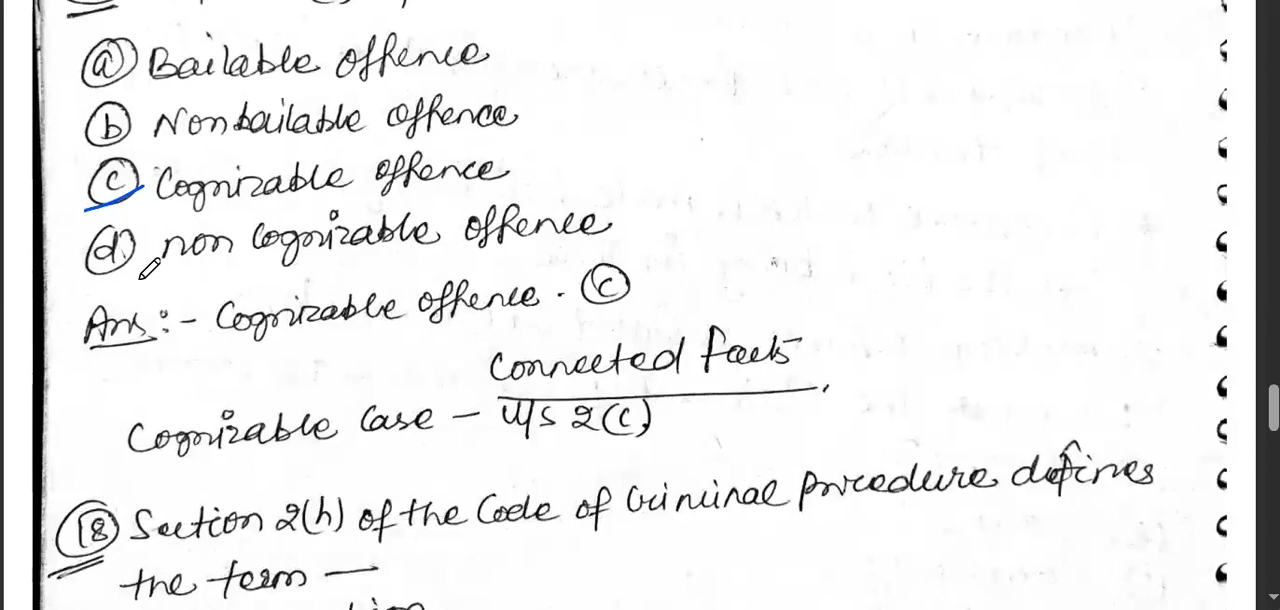 (a) Bailable offence
(b) Nonbailable offence
(c) Cognizable offence
(d) non cognizable offence
Ans :- Cognizable offence . (c)
Connected facts
Cognizable Case - u/s 2(c)
(18) Section 2(h) of the Code of Criminal Procedure defines
the term —